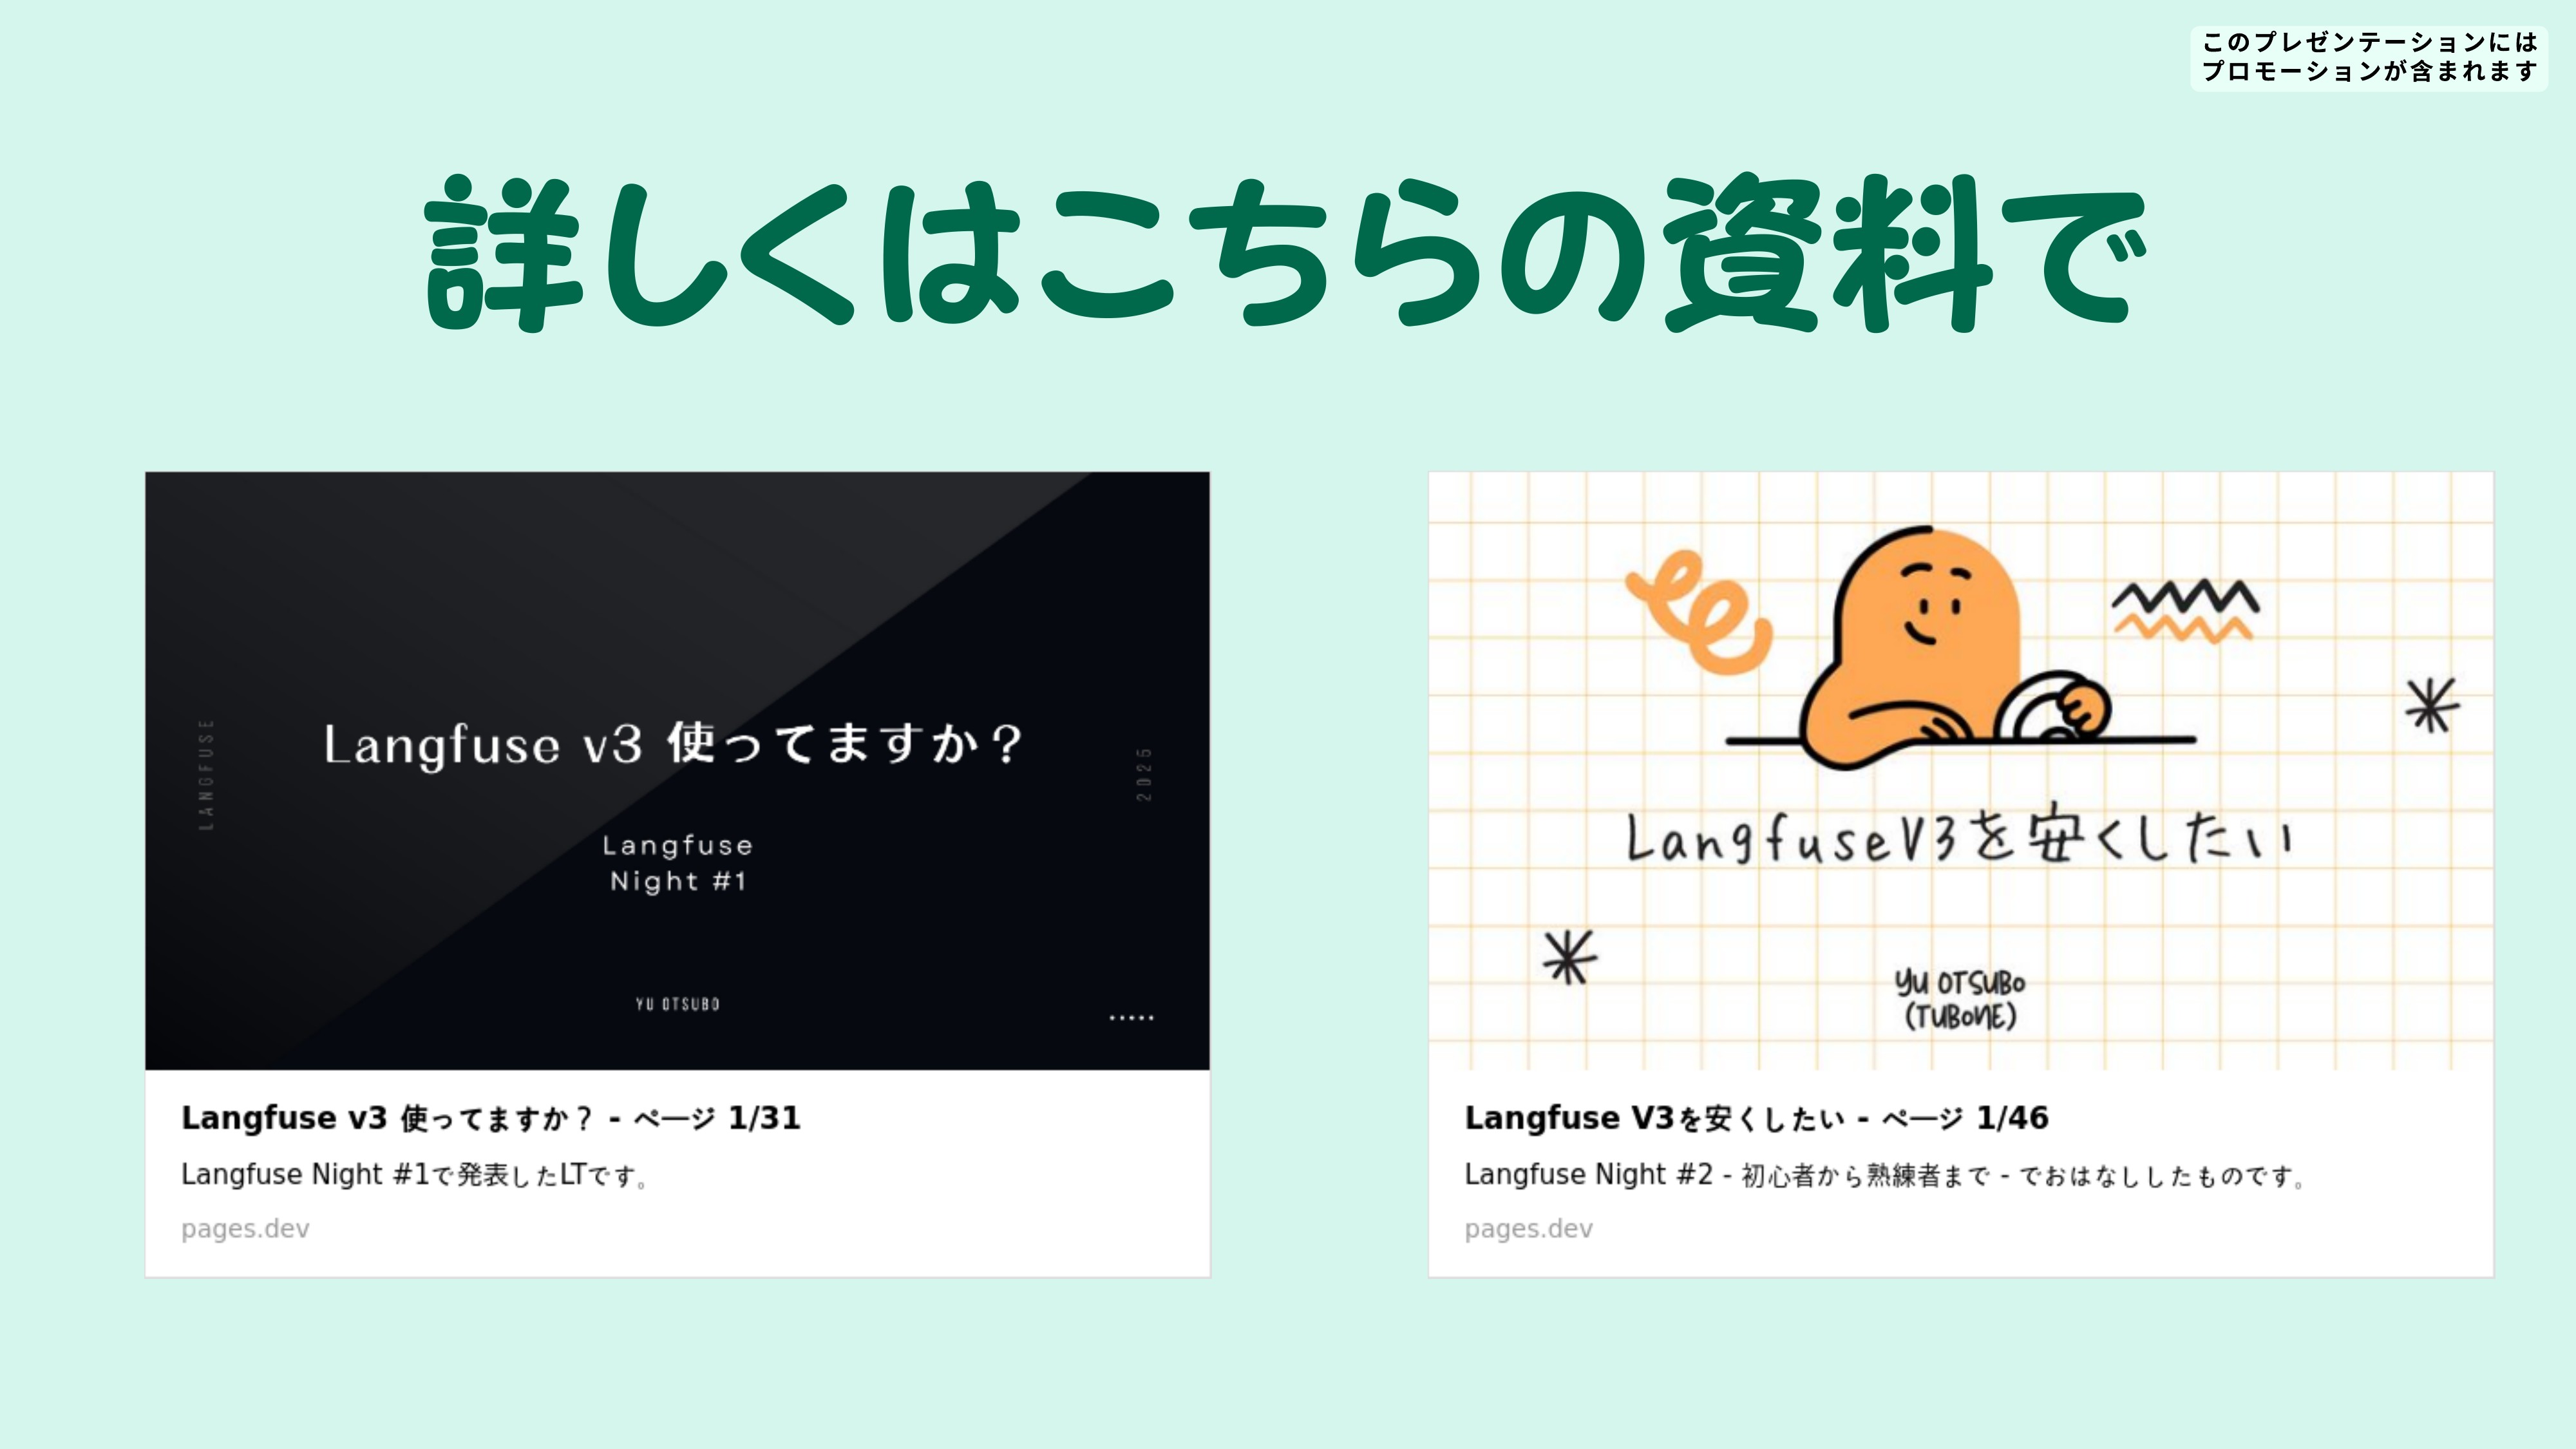 このプレゼンテーションには
プロモーションが含まれます
詳しくはこちらの資料で
LANGFUSE
Langfuse v3 使ってますか？
2025
Langfuse
Night #1
YU OTSUBO
Langfuse v3 使ってますか？ - ページ 1/31
Langfuse Night #1で発表したLTです。
pages.dev
LangfuseV3を安くしたい
YU OTSUBO
(TUBONE)
Langfuse V3を安くしたい - ページ 1/46
Langfuse Night #2 - 初心者から熟練者まで - でおはなししたものです。
pages.dev